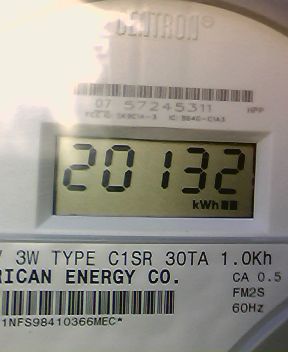 CENTRON®
07 57245311 HPP
20132
kWh
V 3W TYPE C1SR 30TA 1.0Kh
RICAN ENERGY CO. CA 0.5
FM2S
60Hz
1NFS98410366MEC*